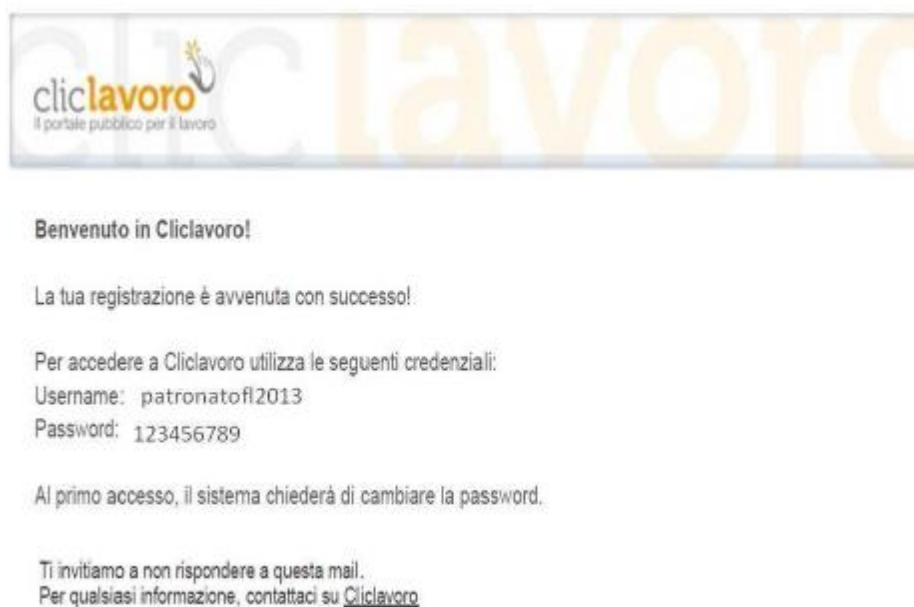 cliclavoro
cliclavoro
Il portale pubblico per il lavoro
Benvenuto in Cliclavoro!
La tua registrazione è avvenuta con successo!
Per accedere a Cliclavoro utilizza le seguenti credenziali:
Username: patronatofl2013
Password: 123456789
Al primo accesso, il sistema chiederà di cambiare la password.
Ti invitiamo a non rispondere a questa mail.
Per qualsiasi informazione, contattaci su Cliclavoro